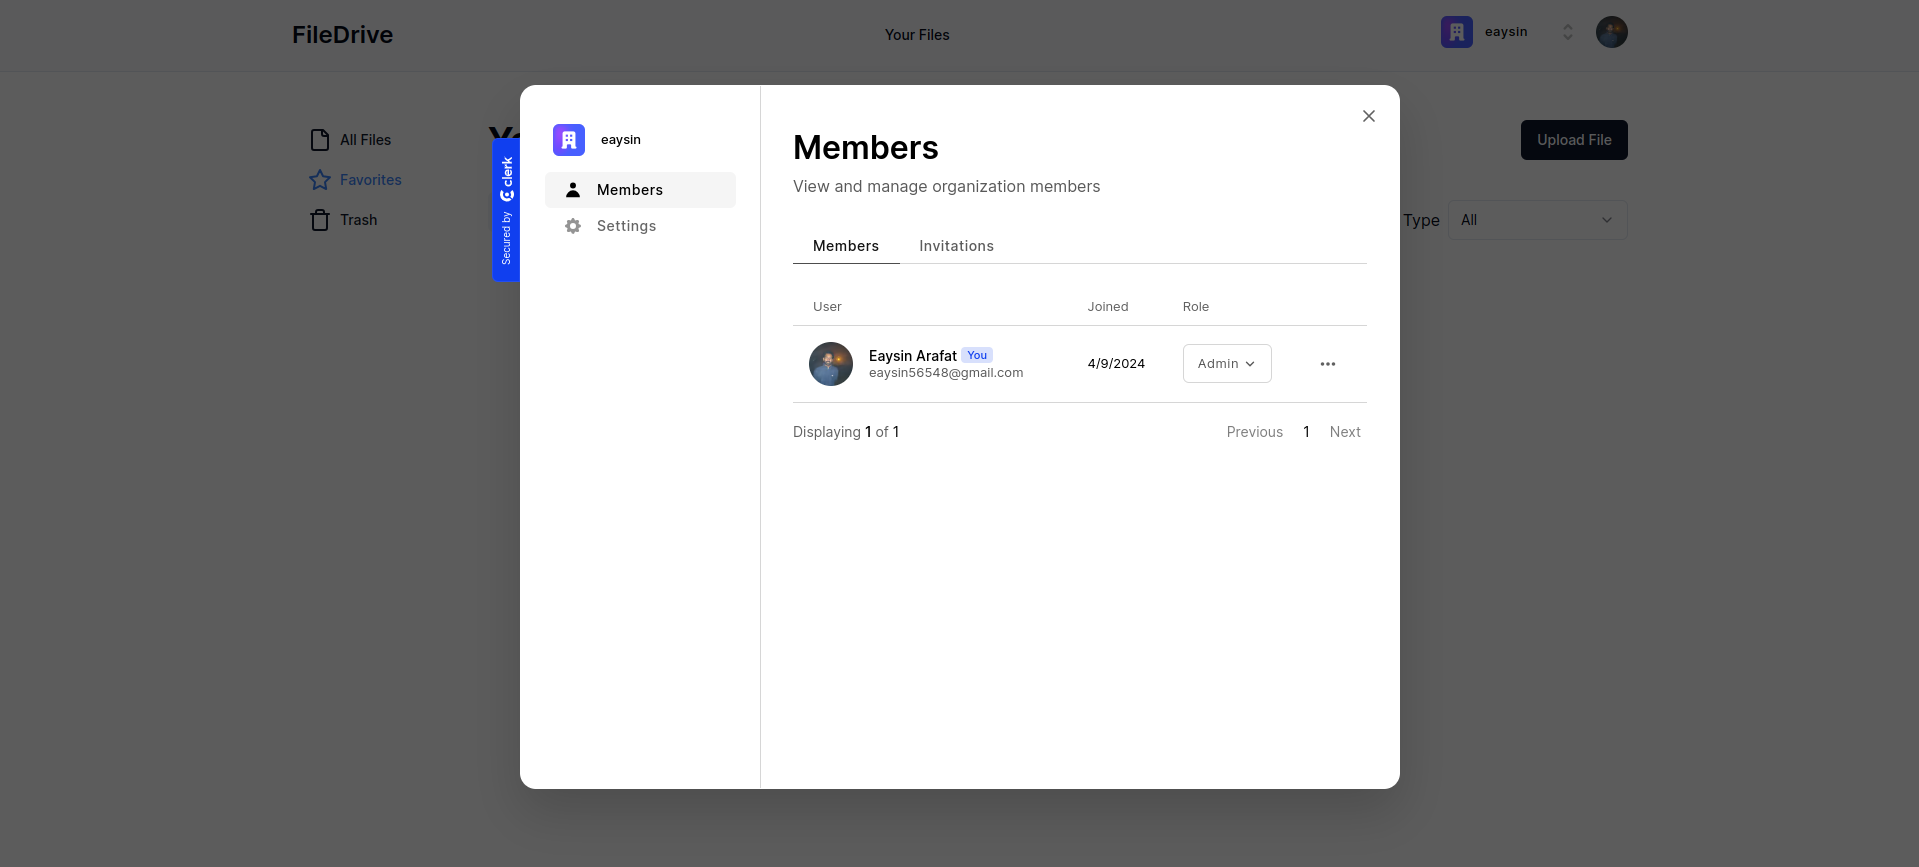 FileDrive
Your Files
eaysin
All Files
Favorites
Trash
Upload File
Type
All
Secured by clerk
eaysin
Members
Settings
Members
View and manage organization members
Members Invitations
User Joined Role
Eaysin Arafat You
eaysin56548@gmail.com
4/9/2024
Admin
Displaying 1 of 1
Previous 1 Next